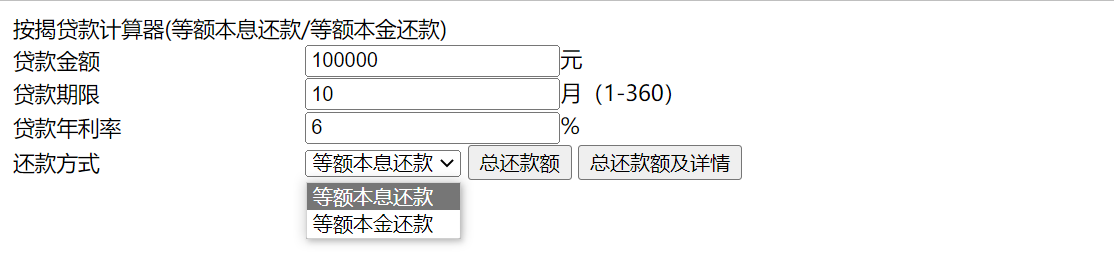 按揭贷款计算器(等额本息还款/等额本金还款)
贷款金额 100000 元
贷款期限 10 月（1-360）
贷款年利率 6 %
还款方式 等额本息还款 总还款额 总还款额及详情
等额本息还款
等额本金还款